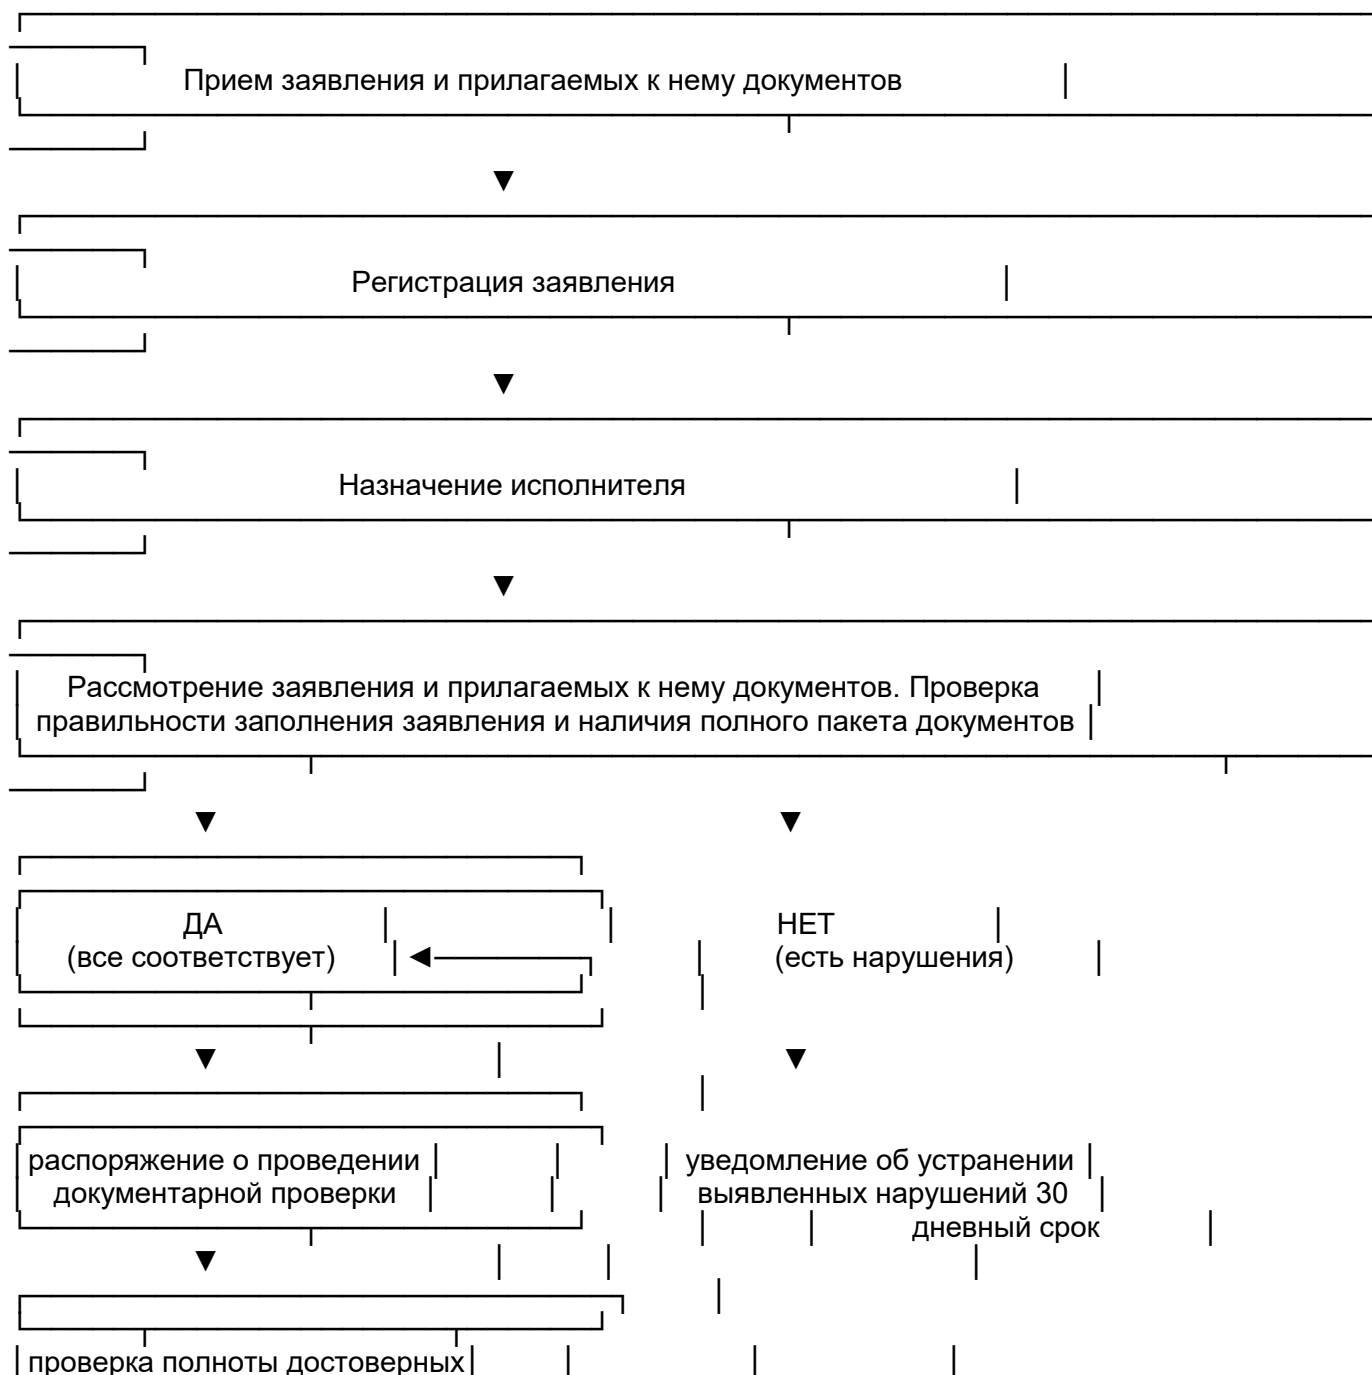 Прием заявления и прилагаемых к нему документов
Регистрация заявления
Назначение исполнителя
Рассмотрение заявления и прилагаемых к нему документов. Проверка
правильности заполнения заявления и наличия полного пакета документов
ДА НЕТ
(все соответствует) (есть нарушения)
распоряжение о проведении уведомление об устранении
документарной проверки выявленных нарушений 30
дневный срок
проверка полноты достоверных